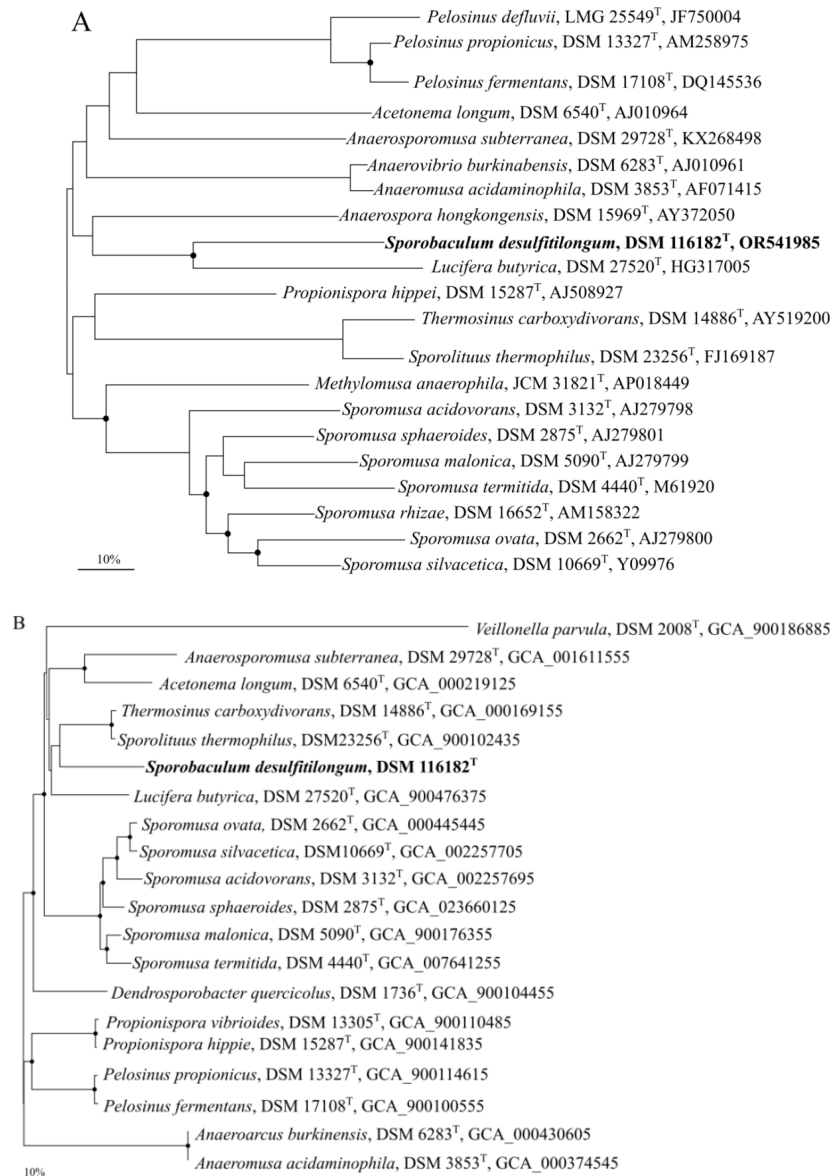 A
Pelosinus defluvii, LMG 25549T, JF750004
Pelosinus propionicus, DSM 13327T, AM258975
Pelosinus fermentans, DSM 17108T, DQ145536
Acetonema longum, DSM 6540T, AJ010964
Anaerosporomusa subterranea, DSM 29728T, KX268498
Anaerovibrio burkinabensis, DSM 6283T, AJ010961
Anaeromusa acidaminophila, DSM 3853T, AF071415
Anaerospora hongkongensis, DSM 15969T, AY372050
Sporobaculum desulfitilongum, DSM 116182T, OR541985
Lucifera butyrica, DSM 27520T, HG317005
Propionispora hippei, DSM 15287T, AJ508927
Thermosinus carboxydivorans, DSM 14886T, AY519200
Sporolituus thermophilus, DSM 23256T, FJ169187
Methylomusa anaerophila, JCM 31821T, AP018449
Sporomusa acidovorans, DSM 3132T, AJ279798
Sporomusa sphaeroides, DSM 2875T, AJ279801
Sporomusa malonica, DSM 5090T, AJ279799
Sporomusa termitida, DSM 4440T, M61920
Sporomusa rhizae, DSM 16652T, AM158322
Sporomusa ovata, DSM 2662T, AJ279800
Sporomusa silvacetica, DSM 10669T, Y09976
10%
B
Veillonella parvula, DSM 2008T, GCA_900186885
Anaerosporomusa subterranea, DSM 29728T, GCA_001611555
Acetonema longum, DSM 6540T, GCA_000219125
Thermosinus carboxydivorans, DSM 14886T, GCA_000169155
Sporolituus thermophilus, DSM23256T, GCA_900102435
Sporobaculum desulfitilongum, DSM 116182T
Lucifera butyrica, DSM 27520T, GCA_900476375
Sporomusa ovata, DSM 2662T, GCA_000445445
Sporomusa silvacetica, DSM10669T, GCA_002257705
Sporomusa acidovorans, DSM 3132T, GCA_002257695
Sporomusa sphaeroides, DSM 2875T, GCA_023660125
Sporomusa malonica, DSM 5090T, GCA_900176355
Sporomusa termitida, DSM 4440T, GCA_007641255
Dendrosporobacter quercicolus, DSM 1736T, GCA_900104455
Propionispora vibrioides, DSM 13305T, GCA_900110485
Propionispora hippie, DSM 15287T, GCA_900141835
Pelosinus propionicus, DSM 13327T, GCA_900114615
Pelosinus fermentans, DSM 17108T, GCA_900100555
Anaeroarcus burkinensis, DSM 6283T, GCA_000430605
Anaeromusa acidaminophila, DSM 3853T, GCA_000374545
10%